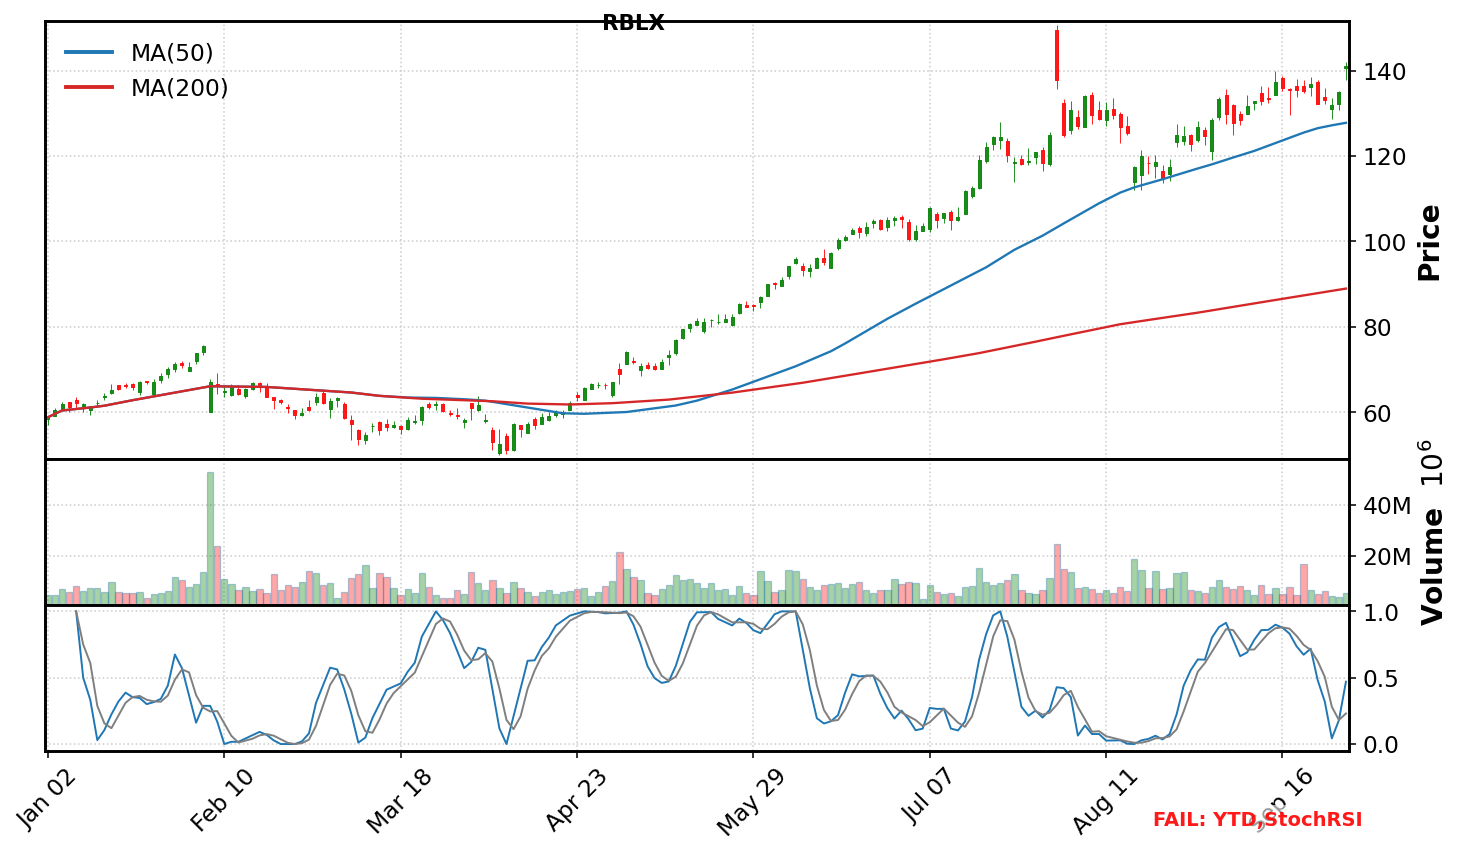 RBLX
MA(50)
MA(200)
140
120
100
80
60
Price
40M
20M
Volume 10^6
1.0
0.5
0.0
Jan 02
Feb 10
Mar 18
Apr 23
May 29
Jul 07
Aug 11
Sep 16
FAIL: YTD,StochRSI